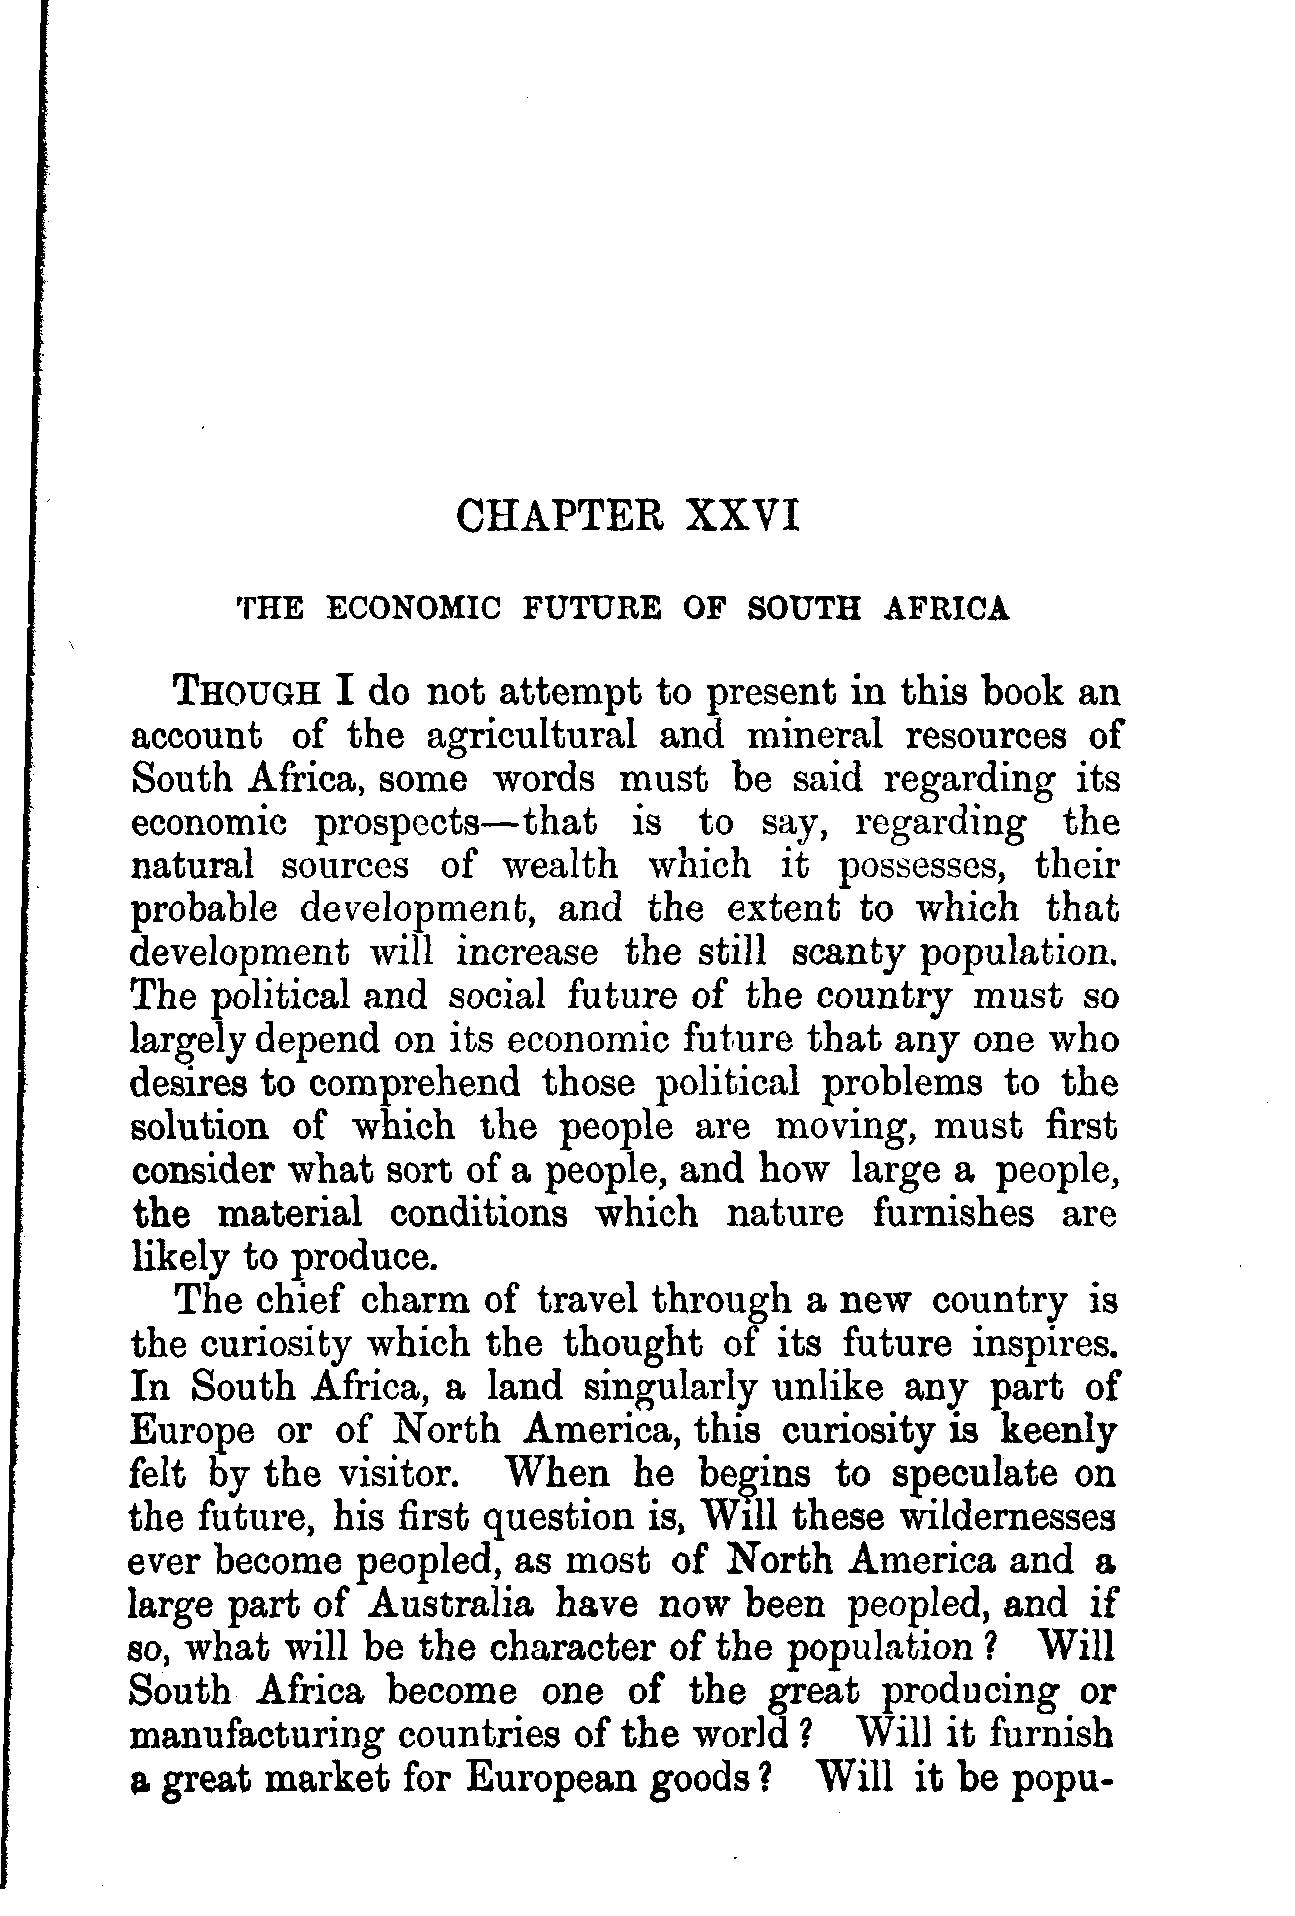 CHAPTER XXVI
THE ECONOMIC FUTURE OF SOUTH AFRICA
THOUGH I do not attempt to present in this book an
account of the agricultural and mineral resources of
South Africa, some words must be said regarding its
economic prospects—that is to say, regarding the
natural sources of wealth which it possesses, their
probable development, and the extent to which that
development will increase the still scanty population.
The political and social future of the country must so
largely depend on its economic future that any one who
desires to comprehend those political problems to the
solution of which the people are moving, must first
consider what sort of a people, and how large a people,
the material conditions which nature furnishes are
likely to produce.
The chief charm of travel through a new country is
the curiosity which the thought of its future inspires.
In South Africa, a land singularly unlike any part of
Europe or of North America, this curiosity is keenly
felt by the visitor. When he begins to speculate on
the future, his first question is, Will these wildernesses
ever become peopled, as most of North America and a
large part of Australia have now been peopled, and if
so, what will be the character of the population? Will
South Africa become one of the great producing or
manufacturing countries of the world? Will it furnish
a great market for European goods? Will it be popu-